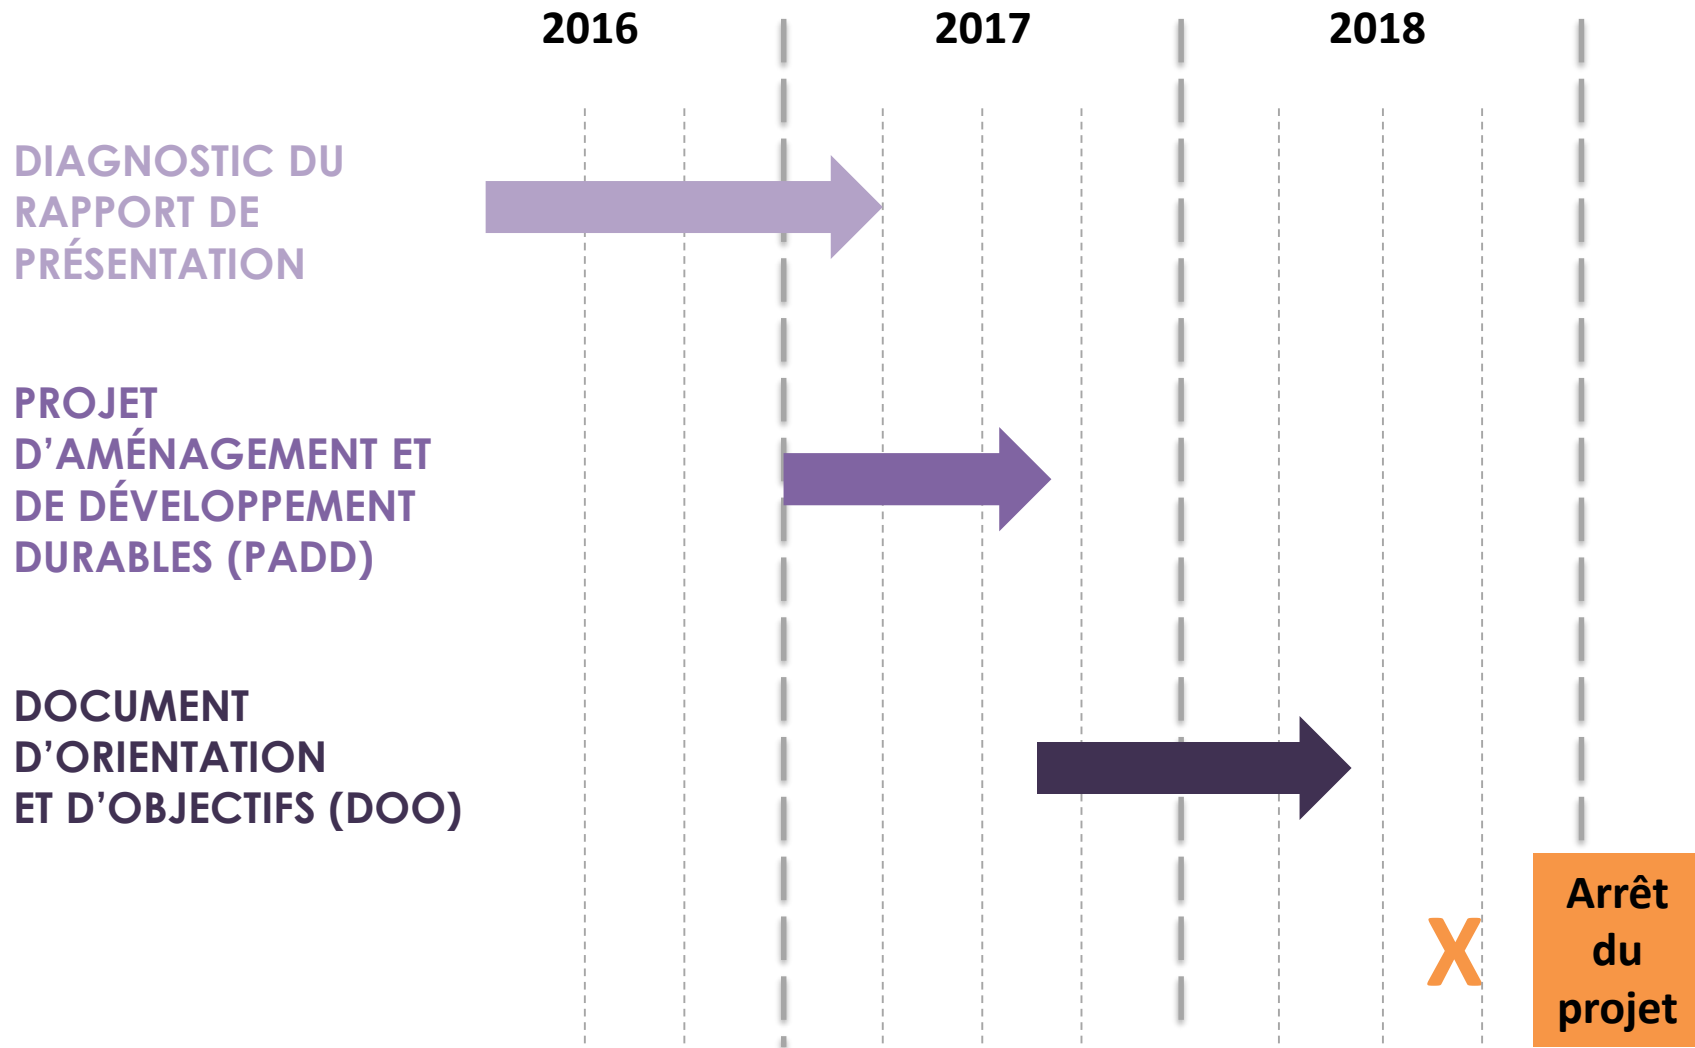 2016
2017
2018
DIAGNOSTIC DU
RAPPORT DE
PRÉSENTATION
PROJET
D’AMÉNAGEMENT ET
DE DÉVELOPPEMENT
DURABLES (PADD)
DOCUMENT
D’ORIENTATION
ET D’OBJECTIFS (DOO)
X
Arrêt
du
projet